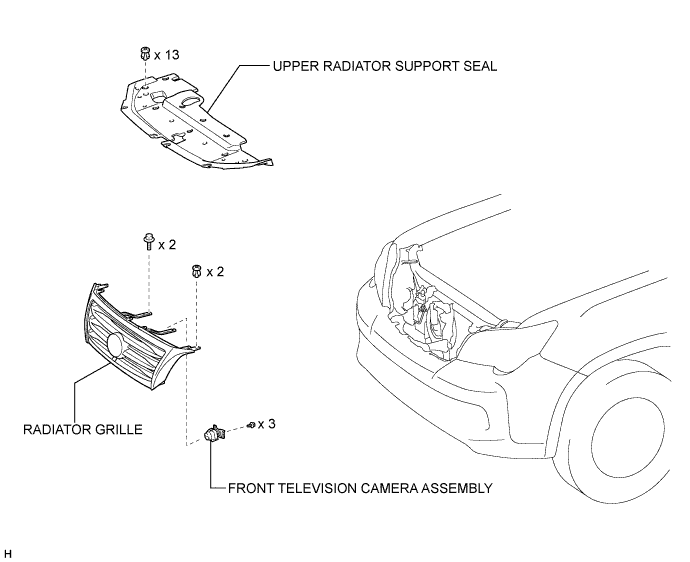 x 13
UPPER RADIATOR SUPPORT SEAL
x 2
x 2
RADIATOR GRILLE
x 3
FRONT TELEVISION CAMERA ASSEMBLY
H